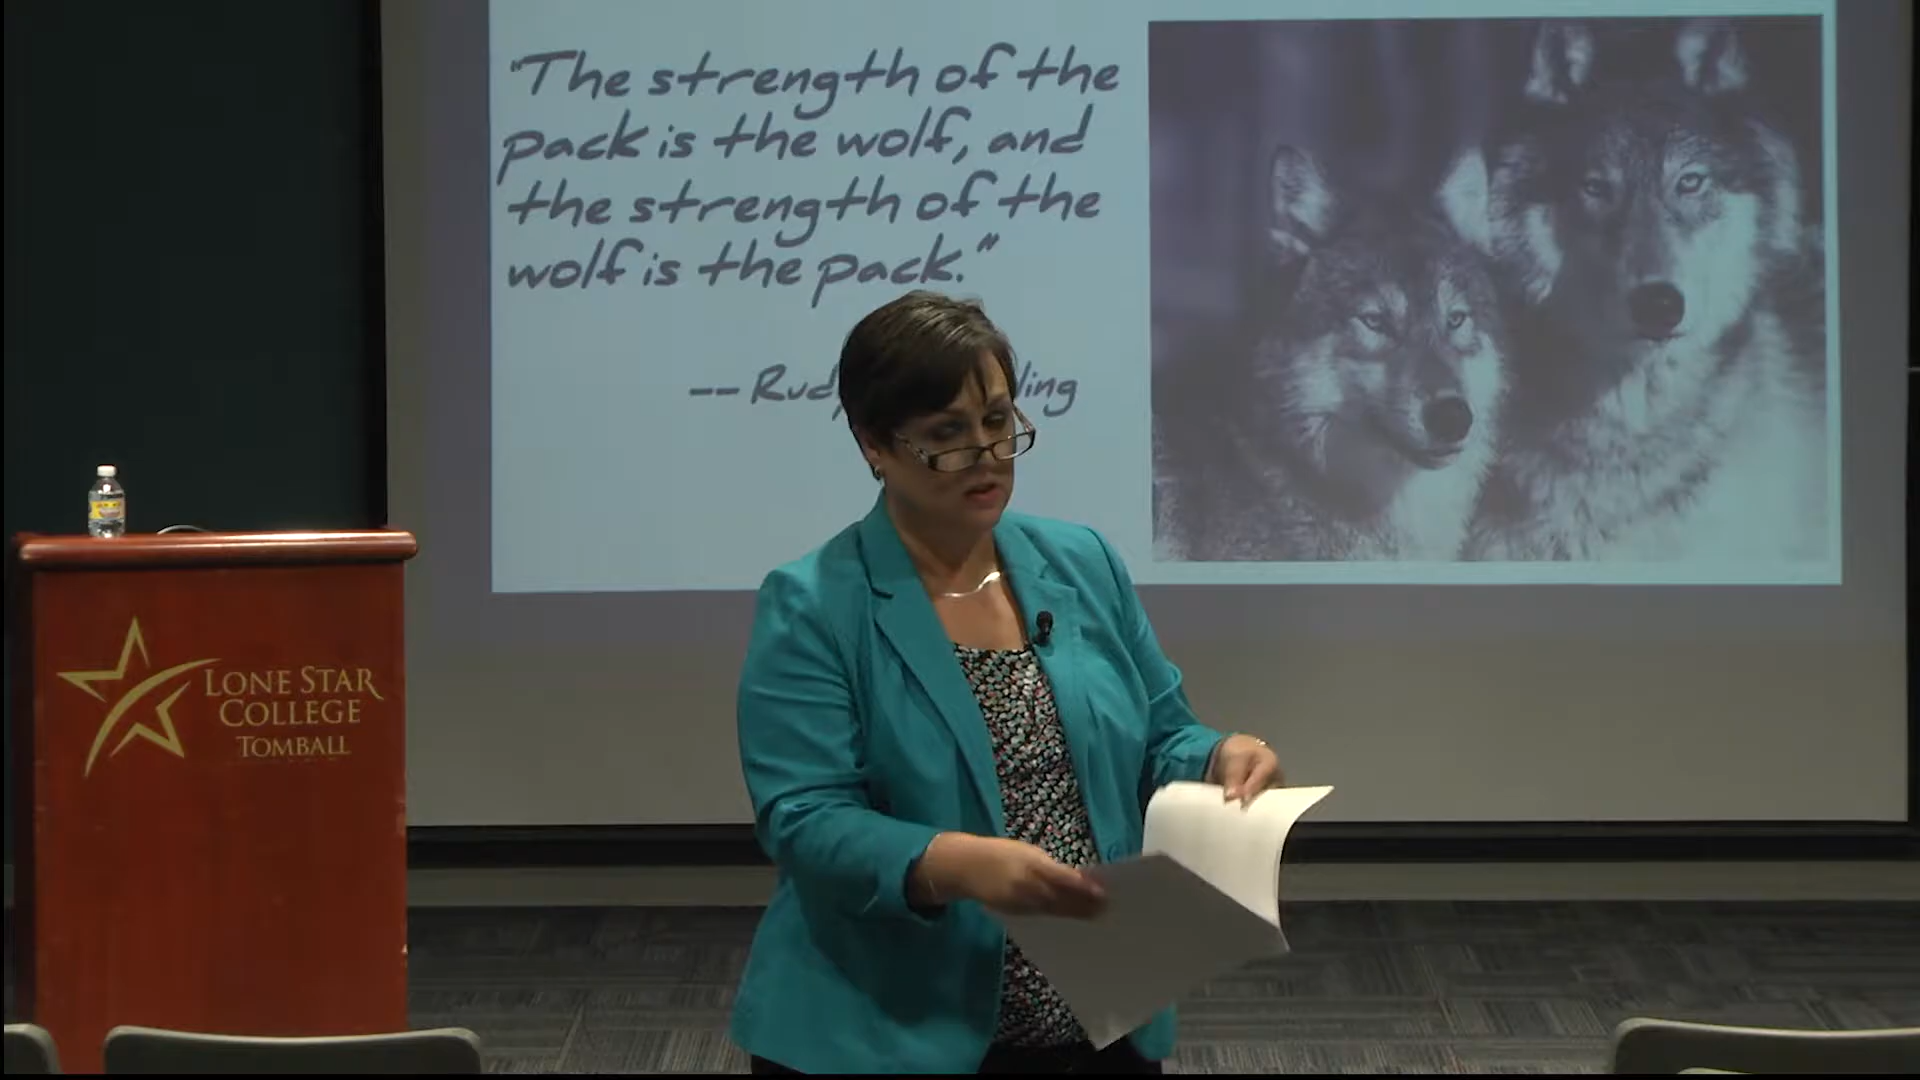 "The strength of the
pack is the wolf, and
the strength of the
wolf is the pack."
-- Rud ling
LONE STAR
COLLEGE
TOMBALL